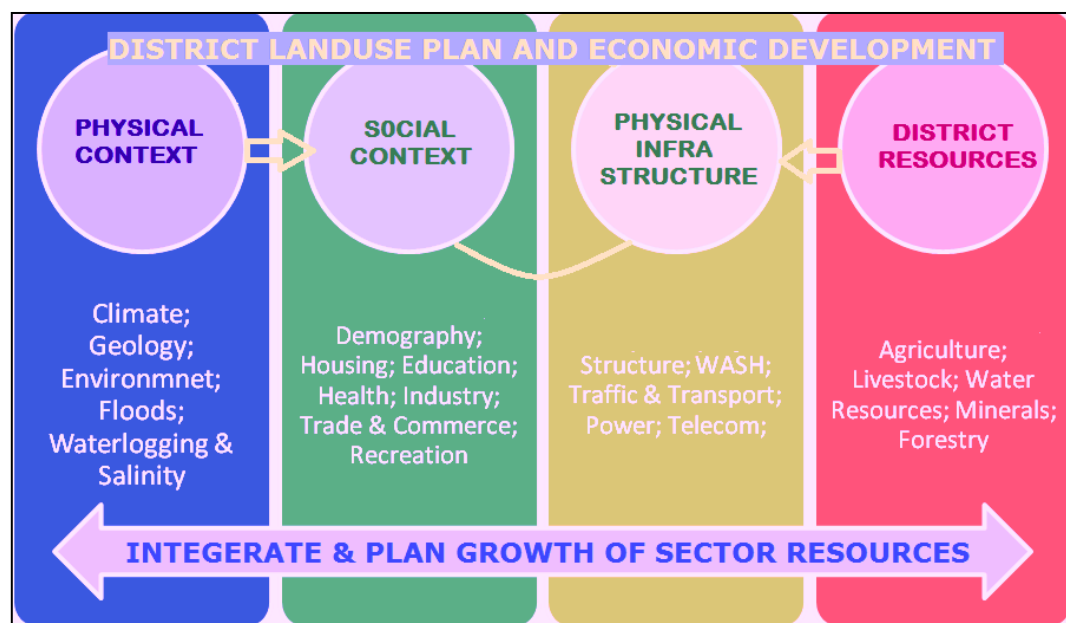 DISTRICT LANDUSE PLAN AND ECONOMIC DEVELOPMENT
PHYSICAL
CONTEXT
S0CIAL
CONTEXT
PHYSICAL
INFRA
STRUCTURE
DISTRICT
RESOURCES
Climate;
Geology;
Environmnet;
Floods;
Waterlogging &
Salinity
Demography;
Housing; Education;
Health; Industry;
Trade & Commerce;
Recreation
Structure; WASH;
Traffic & Transport;
Power; Telecom;
Agriculture;
Livestock; Water
Resources; Minerals;
Forestry
INTEGERATE & PLAN GROWTH OF SECTOR RESOURCES